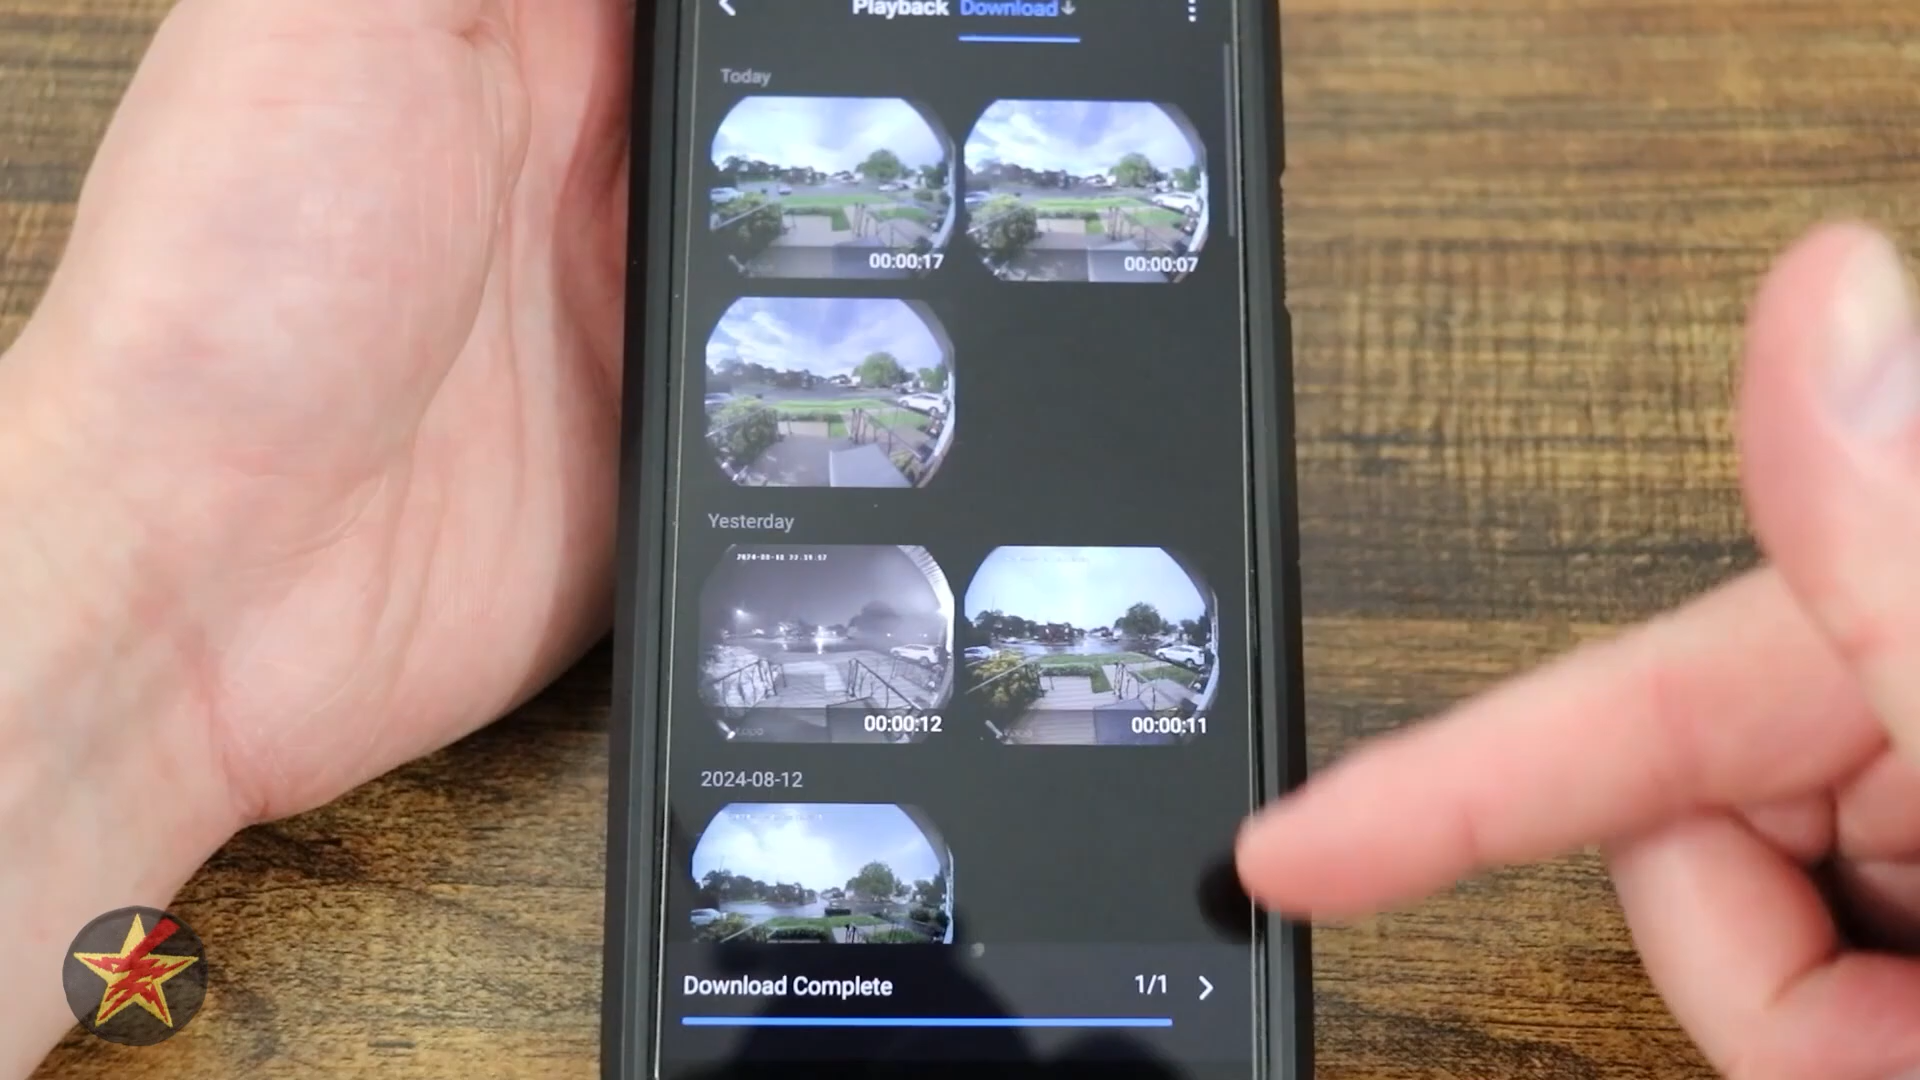 Playback Download
Today
00:00:17
00:00:07
Yesterday
00:00:12
00:00:11
2024-08-12
Download Complete 1/1